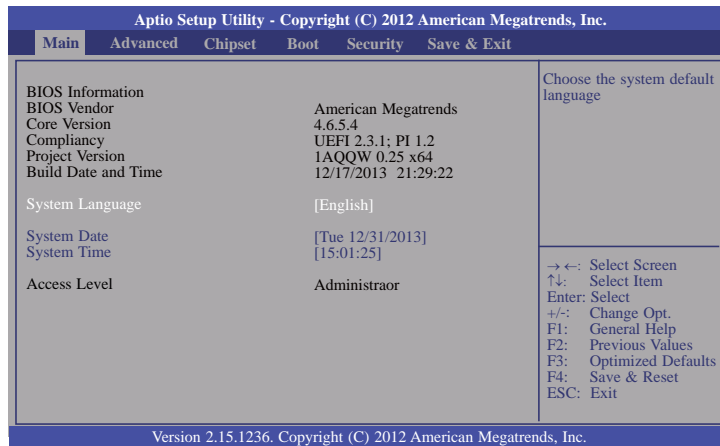 Aptio Setup Utility - Copyright (C) 2012 American Megatrends, Inc.
Main Advanced Chipset Boot Security Save & Exit
BIOS Information
BIOS Vendor American Megatrends
Core Version 4.6.5.4
Compliancy UEFI 2.3.1; PI 1.2
Project Version 1AQQW 0.25 x64
Build Date and Time 12/17/2013 21:29:22
System Language [English]
System Date [Tue 12/31/2013]
System Time [15:01:25]
Access Level Administraor
Choose the system default
language
→←: Select Screen
↑↓: Select Item
Enter: Select
+/-: Change Opt.
F1: General Help
F2: Previous Values
F3: Optimized Defaults
F4: Save & Reset
ESC: Exit
Version 2.15.1236. Copyright (C) 2012 American Megatrends, Inc.